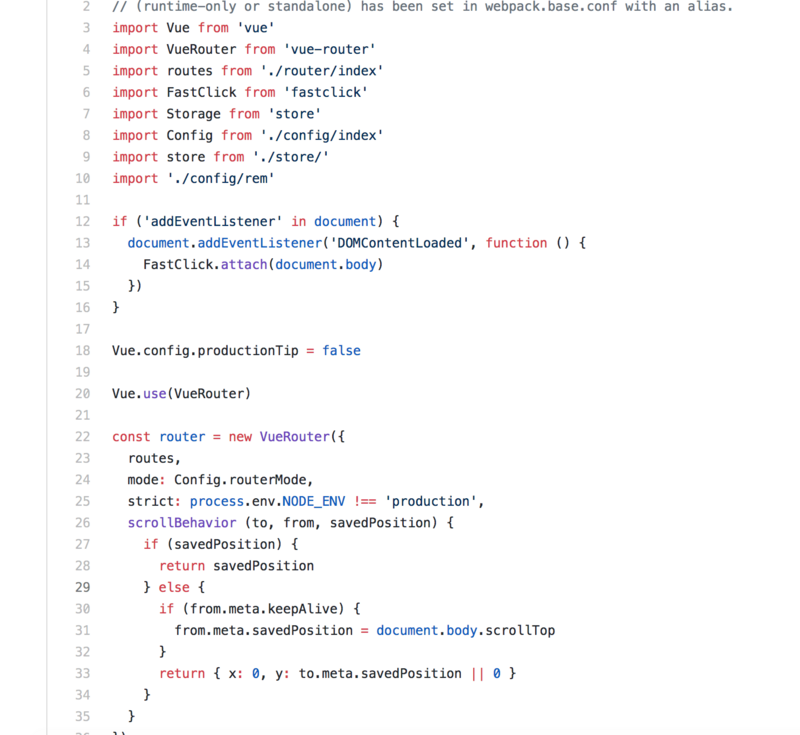 2 // (runtime-only or standalone) has been set in webpack.base.conf with an alias.
3 import Vue from 'vue'
4 import VueRouter from 'vue-router'
5 import routes from './router/index'
6 import FastClick from 'fastclick'
7 import Storage from 'store'
8 import Config from './config/index'
9 import store from './store/'
10 import './config/rem'
11
12 if ('addEventListener' in document) {
13   document.addEventListener('DOMContentLoaded', function () {
14     FastClick.attach(document.body)
15   })
16 }
17
18 Vue.config.productionTip = false
19
20 Vue.use(VueRouter)
21
22 const router = new VueRouter({
23   routes,
24   mode: Config.routerMode,
25   strict: process.env.NODE_ENV !== 'production',
26   scrollBehavior (to, from, savedPosition) {
27     if (savedPosition) {
28       return savedPosition
29     } else {
30       if (from.meta.keepAlive) {
31         from.meta.savedPosition = document.body.scrollTop
32       }
33       return { x: 0, y: to.meta.savedPosition || 0 }
34     }
35   }